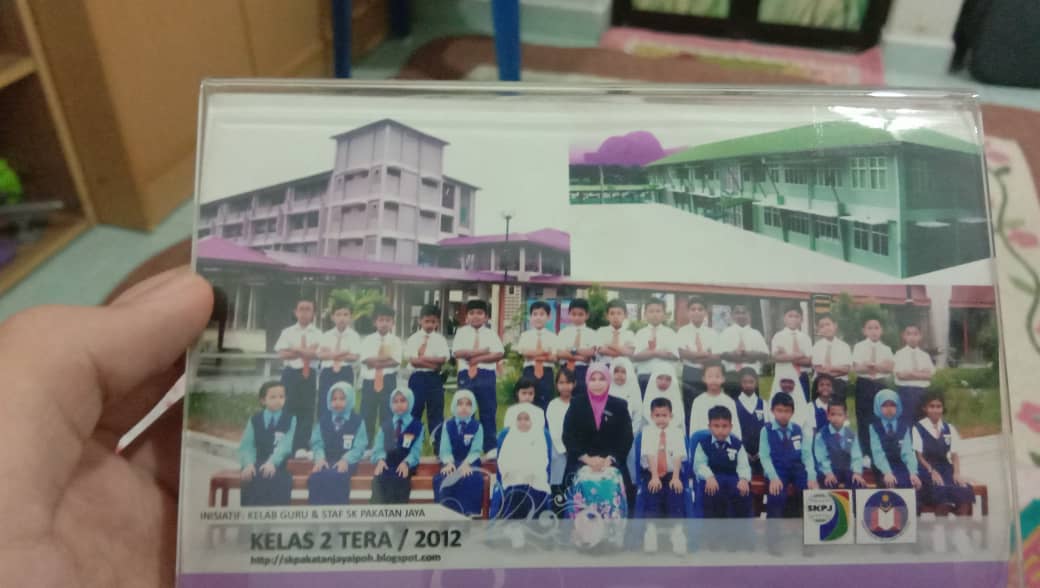 INISIATIF: KELAB GURU & STAF SK PAKATAN JAYA
KELAS 2 TERA / 2012
http://skpakatanjayaipoh.blogspot.com
SKPJ